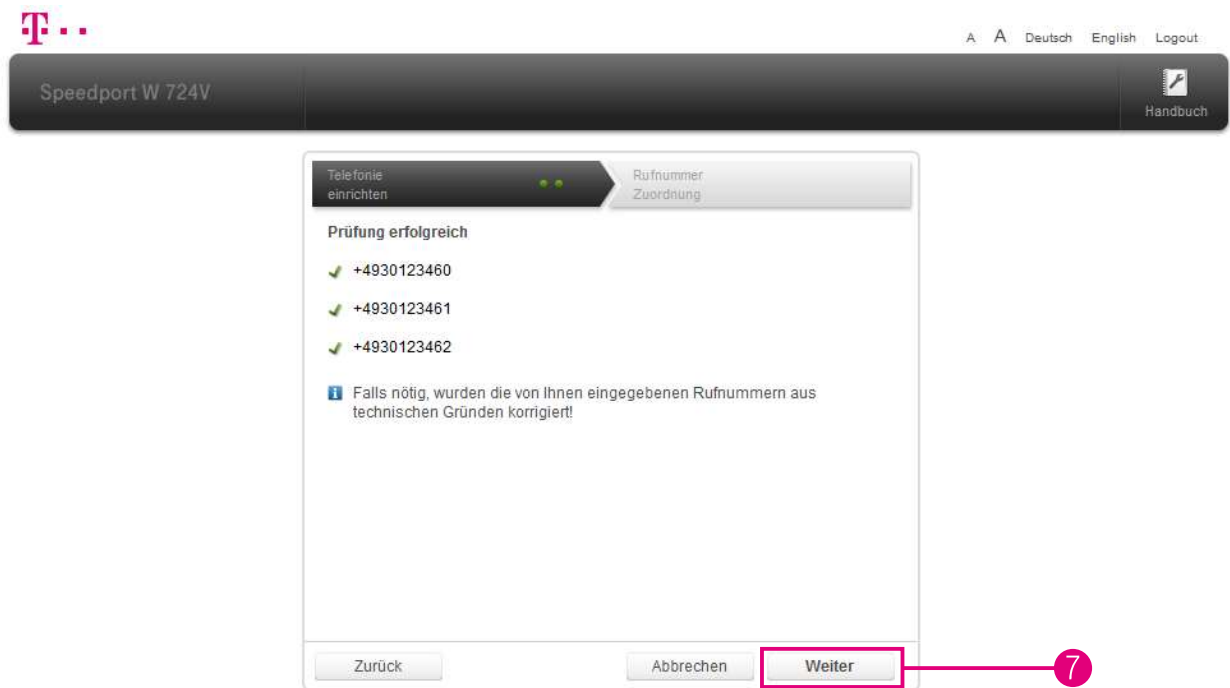 T
A A Deutsch English Logout
Speedport W 724V
Handbuch
Telefonie
einrichten
Rufnummer
Zuordnung
Prüfung erfolgreich
+4930123460
+4930123461
+4930123462
Falls nötig, wurden die von Ihnen eingegebenen Rufnummern aus
technischen Gründen korrigiert!
Zurück Abbrechen Weiter 7